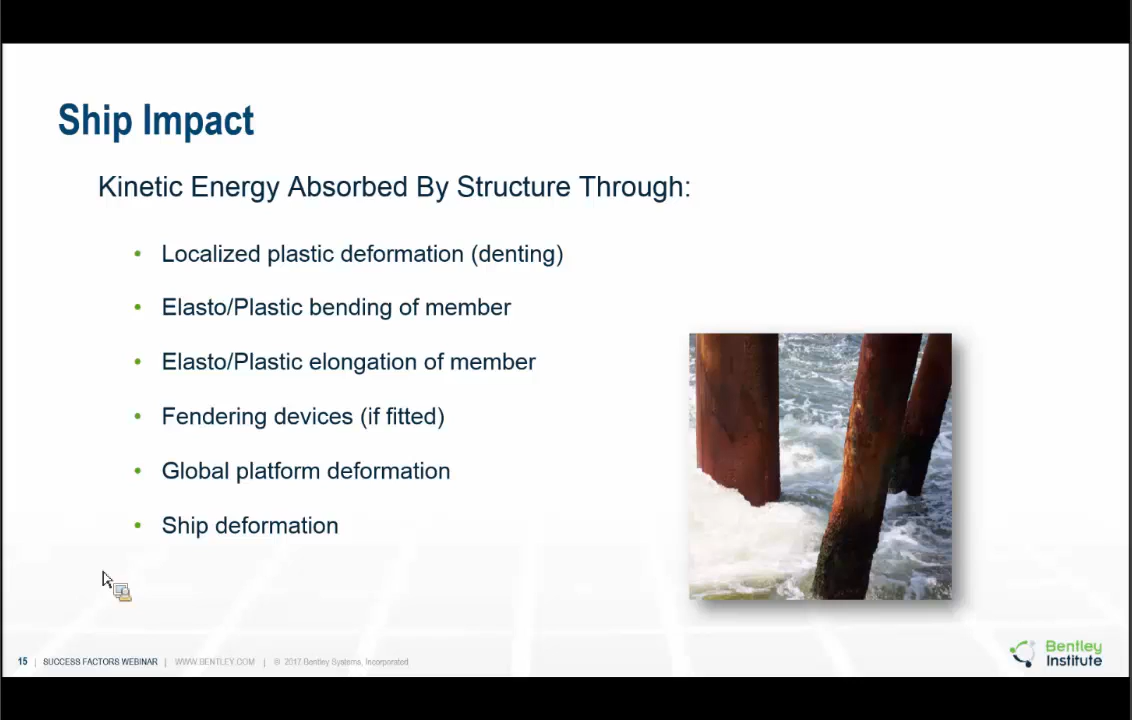 Ship Impact
Kinetic Energy Absorbed By Structure Through:
• Localized plastic deformation (denting)
• Elasto/Plastic bending of member
• Elasto/Plastic elongation of member
• Fendering devices (if fitted)
• Global platform deformation
• Ship deformation
15 | SUCCESS FACTORS WEBINAR | WWW.BENTLEY.COM | © 2017 Bentley Systems, Incorporated
Bentley
Institute